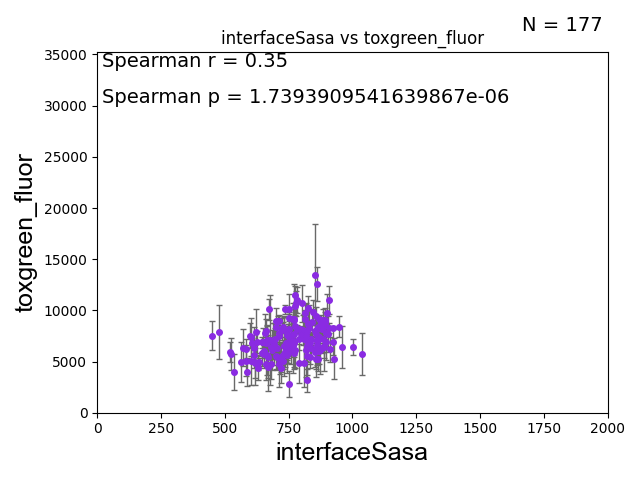 N = 177
interfaceSasa vs toxgreen_fluor
Spearman r = 0.35
Spearman p = 1.7393909541639867e-06
toxgreen_fluor
35000
30000
25000
20000
15000
10000
5000
0
0 250 500 750 1000 1250 1500 1750 2000
interfaceSasa